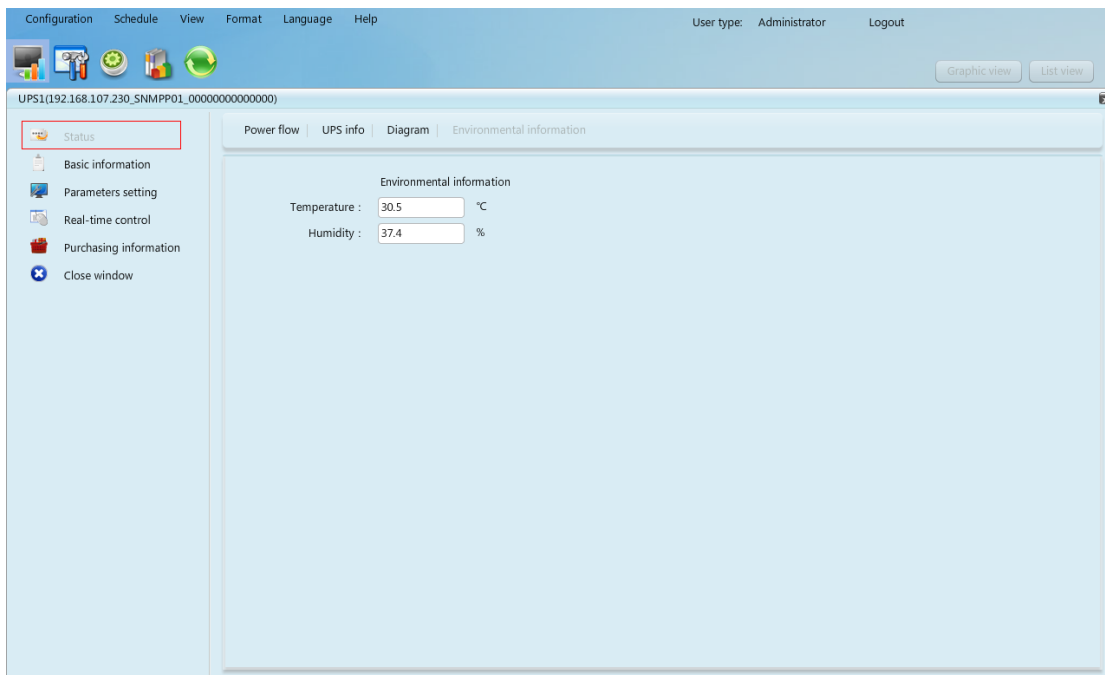 Configuration Schedule View Format Language Help User type: Administrator Logout
Graphic view List view
UPS1(192.168.107.230_SNMPP01_00000000000000)
Status
Basic information
Parameters setting
Real-time control
Purchasing information
Close window
Power flow UPS info Diagram Environmental information
Environmental information
Temperature : 30.5 ℃
Humidity : 37.4 %